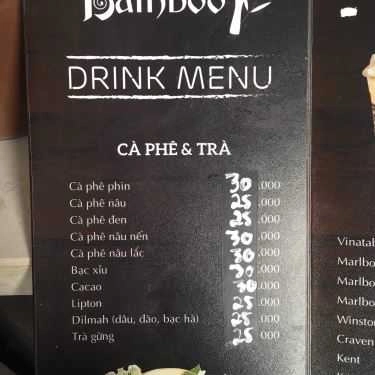 Bamboo
DRINK MENU
CÀ PHÊ & TRÀ
Cà phê phin 30.000
Cà phê nâu 25.000
Cà phê đen 25.000
Cà phê nâu nến 30.000
Cà phê nâu lắc 30.000
Bạc xỉu 30.000
Cacao 30.000
Lipton 25.000
Dilmah (dâu, đào, bạc hà) 25.000
Trà gừng 25.000
Marlbo
Marlbo
Marlbo
Winston
Craven
Kent